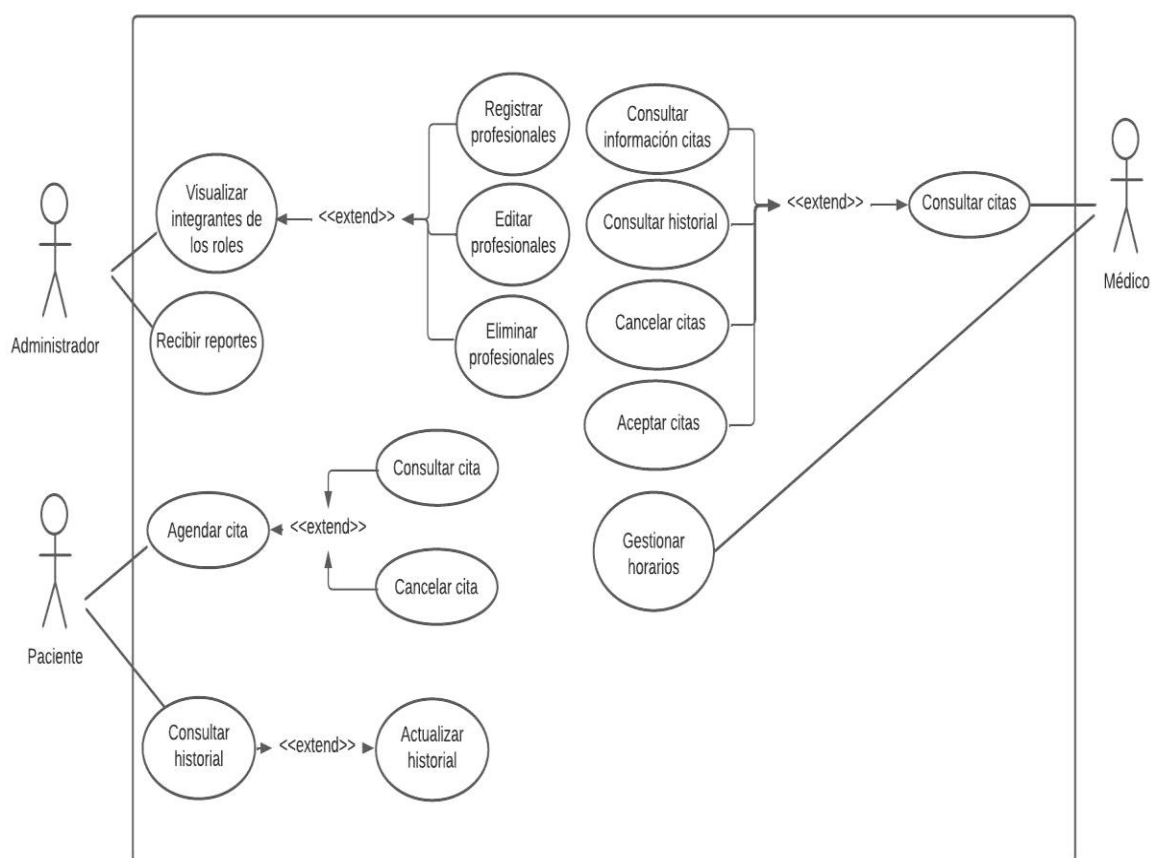 Registrar
profesionales
Consultar
información citas
Visualizar
integrantes de
los roles
<<extend>>
Editar
profesionales
Consultar historial
<<extend>>
Consultar citas
Médico
Administrador
Recibir reportes
Eliminar
profesionales
Cancelar citas
Aceptar citas
Consultar cita
Agendar cita
<<extend>>
Cancelar cita
Gestionar
horarios
Paciente
Consultar
historial
<<extend>>
Actualizar
historial